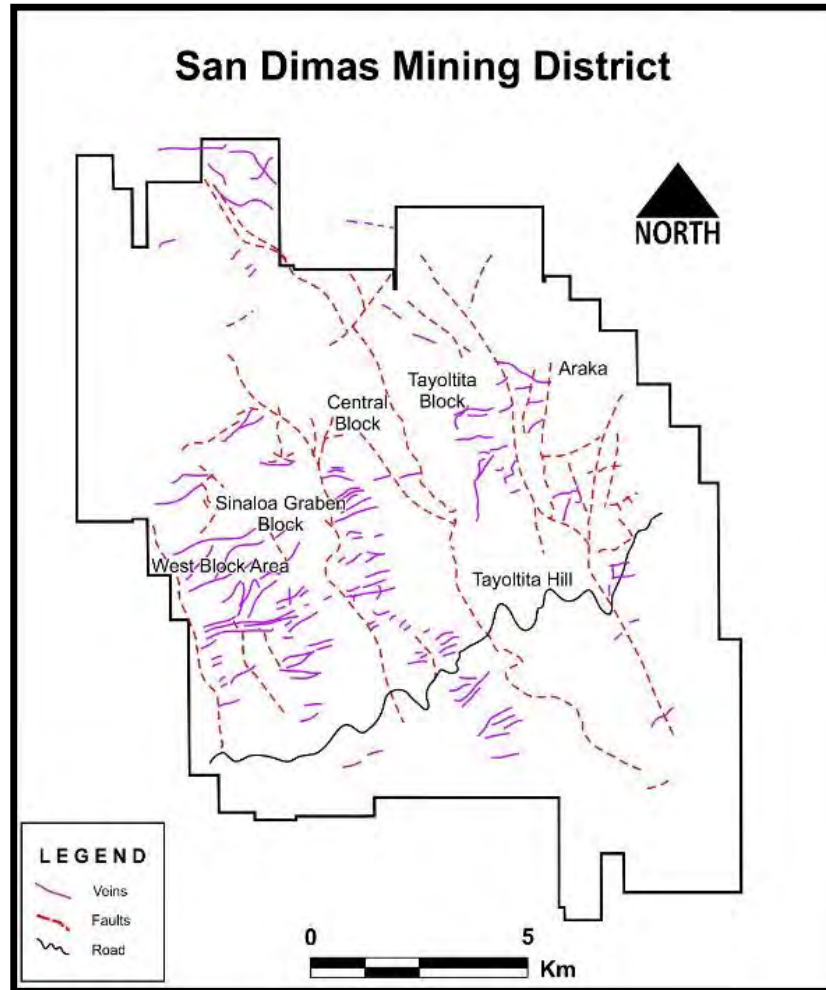 San Dimas Mining District
NORTH
Araka
Tayoltita
Block
Central
Block
Sinaloa Graben
Block
West Block Area
Tayoltita Hill
LEGEND
Veins
Faults
Road
0 5
Km